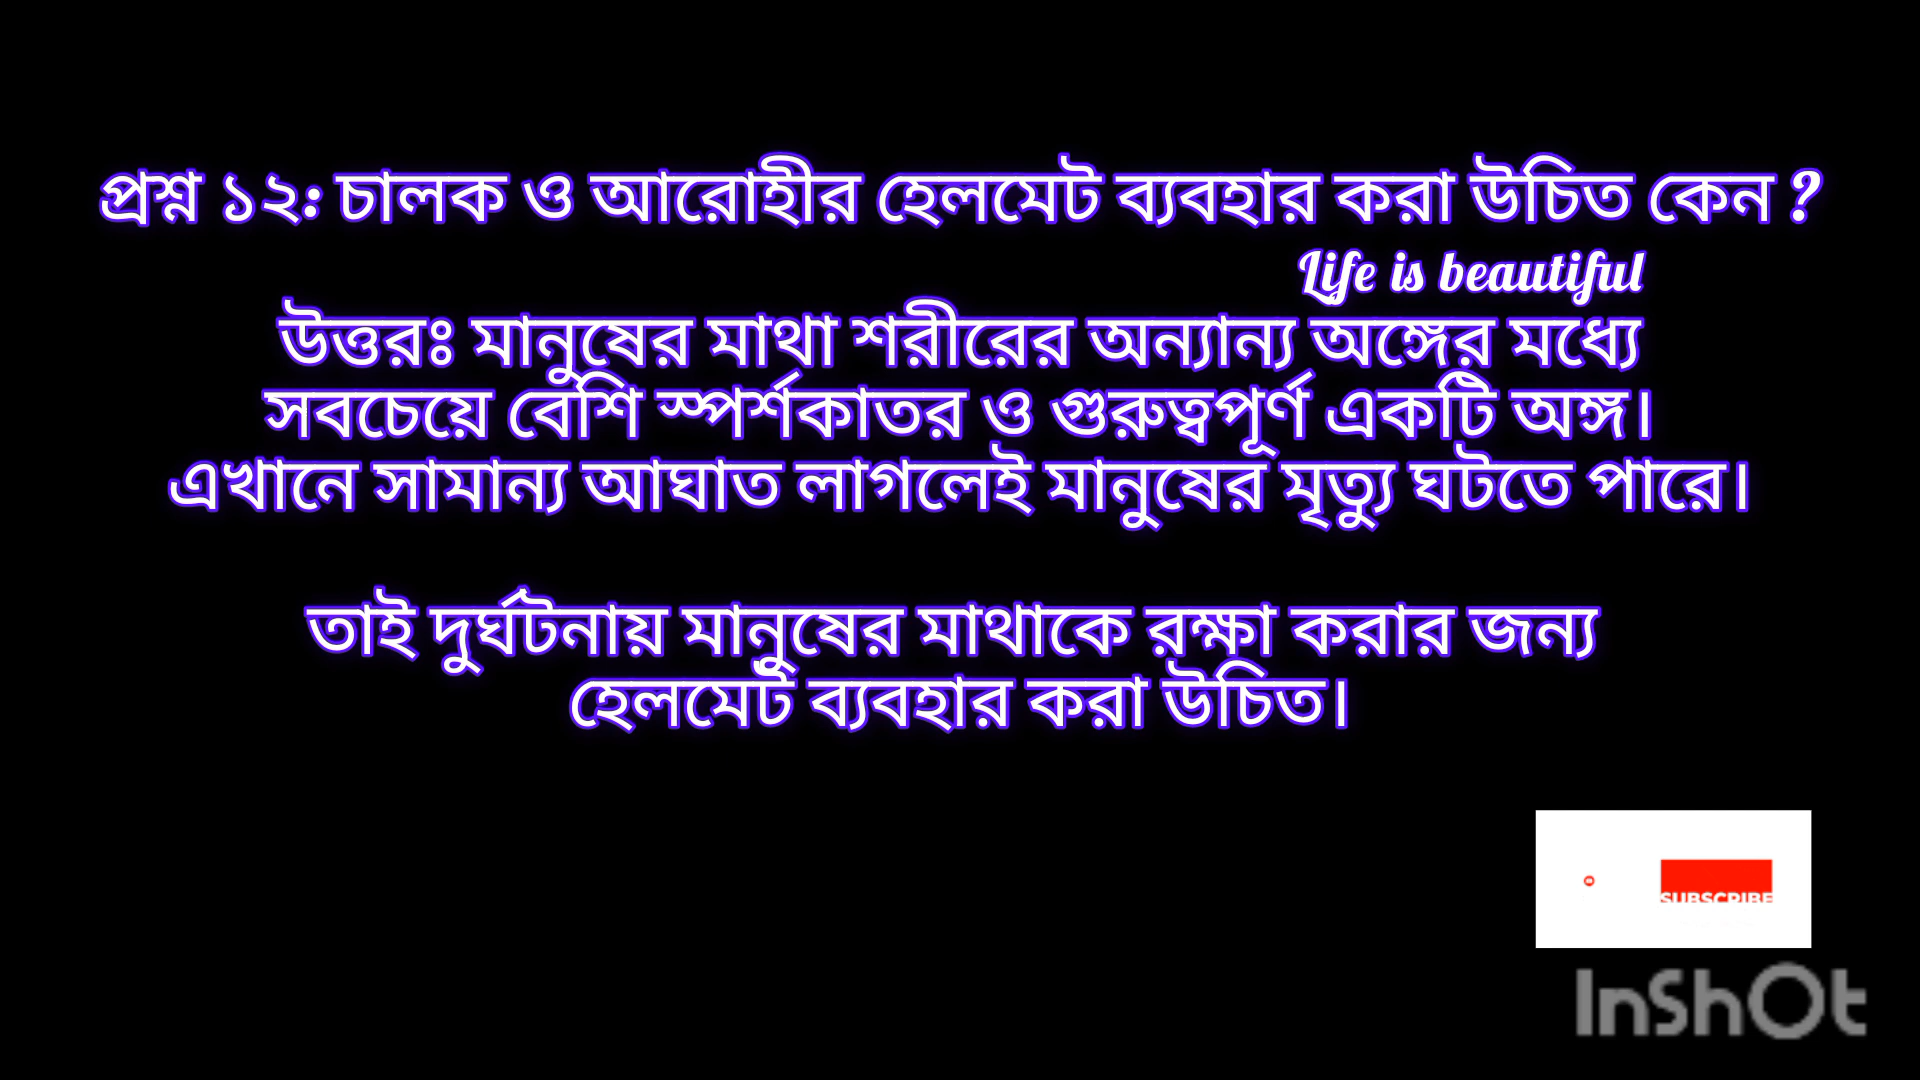 প্রশ্ন ১২: চালক ও আরোহীর হেলমেট ব্যবহার করা উচিত কেন ?
Life is beautiful
উত্তরঃ মানুষের মাথা শরীরের অন্যান্য অঙ্গের মধ্যে
সবচেয়ে বেশি স্পর্শকাতর ও গুরুত্বপূর্ণ একটি অঙ্গ।
এখানে সামান্য আঘাত লাগলেই মানুষের মৃত্যু ঘটতে পারে।
তাই দুর্ঘটনায় মানুষের মাথাকে রক্ষা করার জন্য
হেলমেট ব্যবহার করা উচিত।
SUBSCRIBE
InShOt